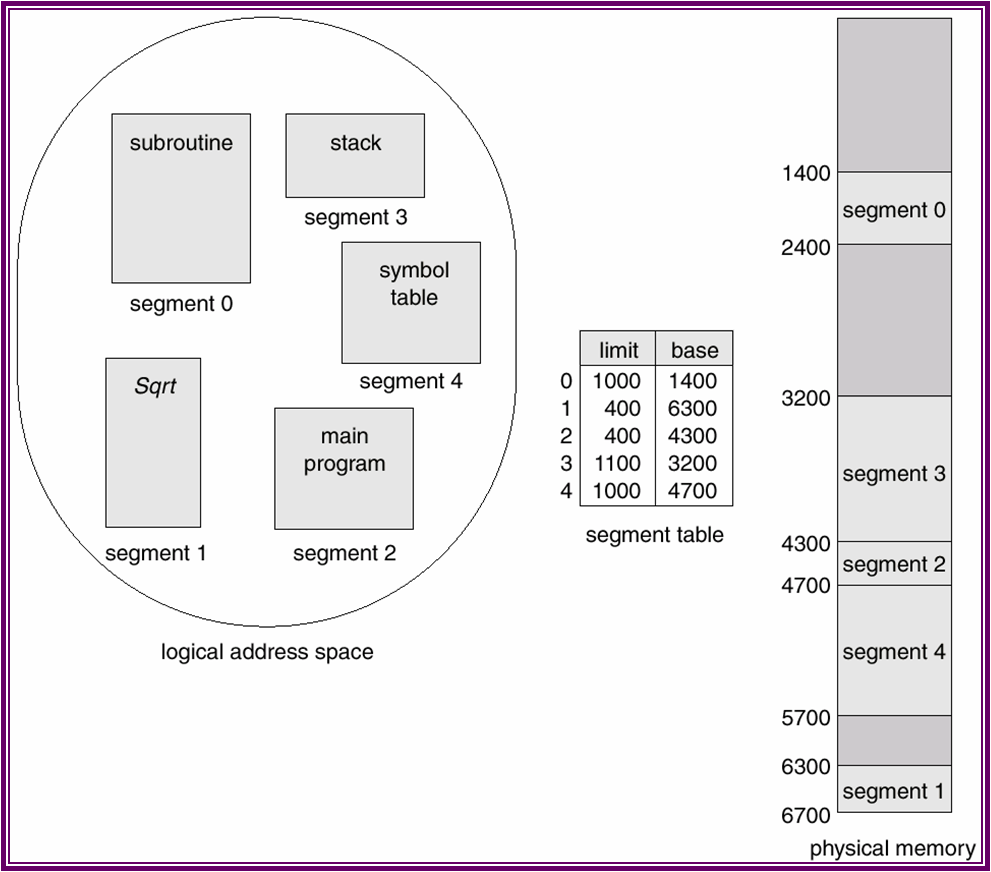 subroutine
segment 0
stack
segment 3
symbol
table
segment 4
Sqrt
segment 1
main
program
segment 2
logical address space
limit base
0 1000 1400
1 400 6300
2 400 4300
3 1100 3200
4 1000 4700
segment table
1400
segment 0
2400
3200
segment 3
4300
segment 2
4700
segment 4
5700
6300
segment 1
6700
physical memory